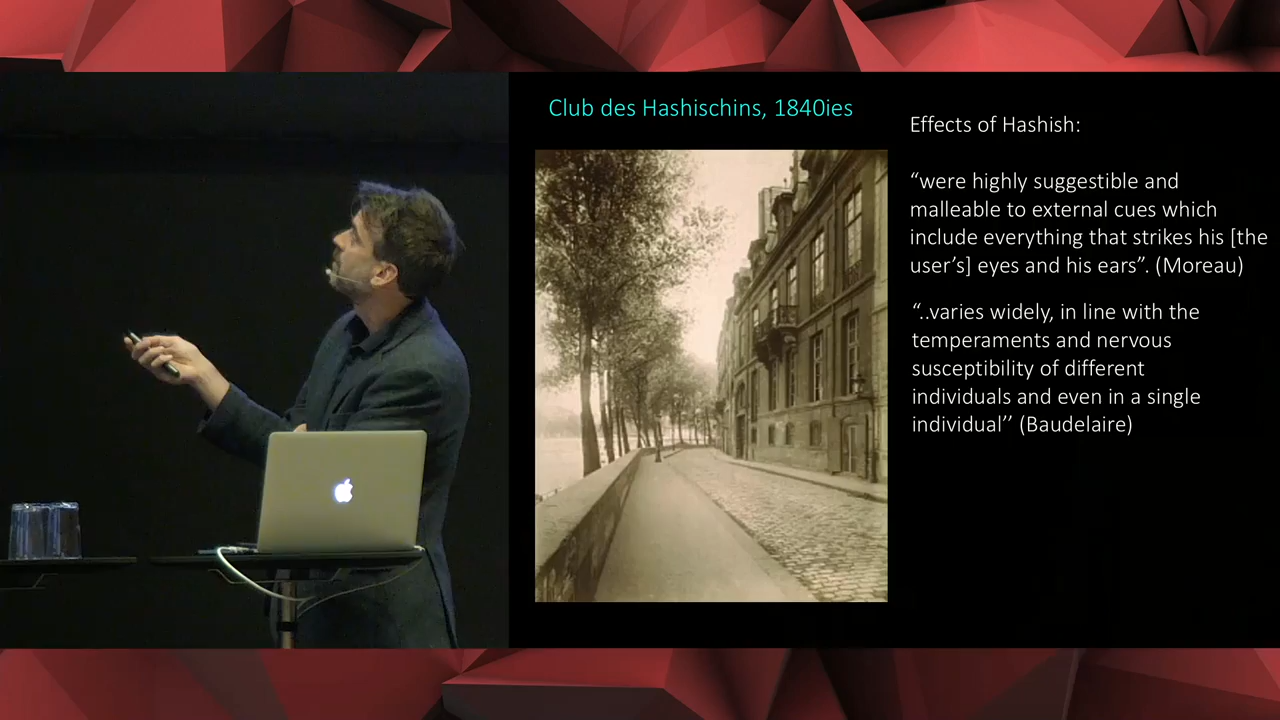 Club des Hashischins, 1840ies
Effects of Hashish:
“were highly suggestible and
malleable to external cues which
include everything that strikes his [the
user’s] eyes and his ears”. (Moreau)
“..varies widely, in line with the
temperaments and nervous
susceptibility of different
individuals and even in a single
individual’’ (Baudelaire)